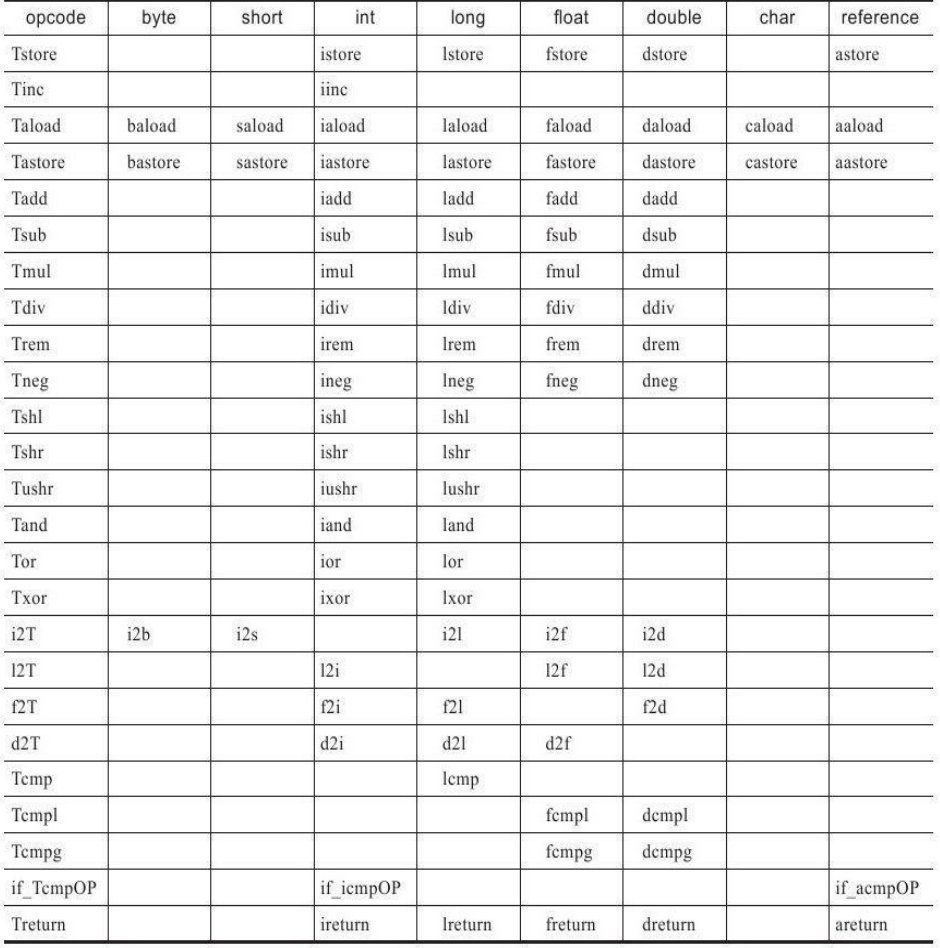 opcode byte short int long float double char reference
Tstore istore lstore fstore dstore astore
Tinc iinc
Taload baload saload iaload laload faload daload caload aaload
Tastore bastore sastore iastore lastore fastore dastore castore aastore
Tadd iadd ladd fadd dadd
Tsub isub lsub fsub dsub
Tmul imul lmul fmul dmul
Tdiv idiv ldiv fdiv ddiv
Trem irem lrem frem drem
Tneg ineg lneg fneg dneg
Tshl ishl lshl
Tshr ishr lshr
Tushr iushr lushr
Tand iand land
Tor ior lor
Txor ixor lxor
i2T i2b i2s i2l i2f i2d
l2T l2i l2f l2d
f2T f2i f2l f2d
d2T d2i d2l d2f
Tcmp lcmp
Tcmpl fcmpl dcmpl
Tcmpg fcmpg dcmpg
if_TcmpOP if_icmpOP if_acmpOP
Treturn ireturn lreturn freturn dreturn areturn